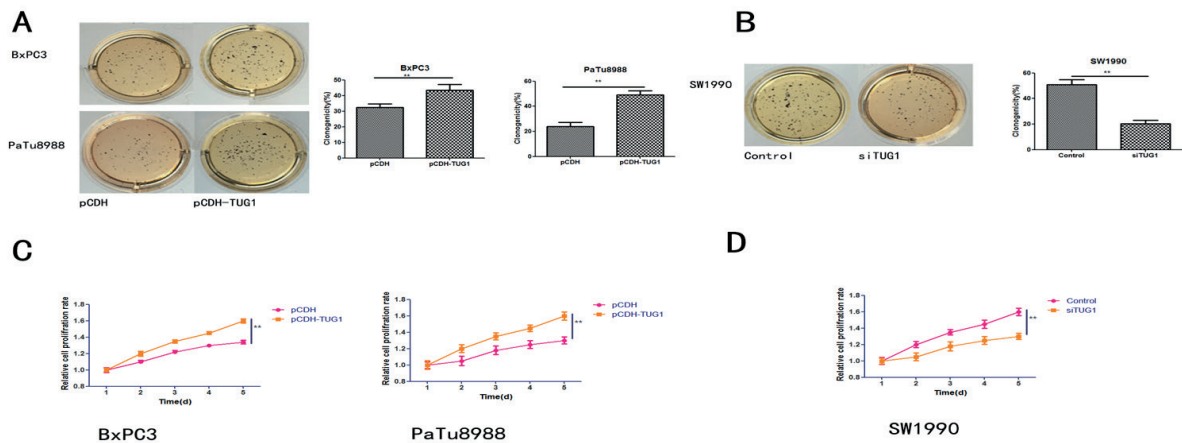 A
BxPC3
PaTu8988
pCDH
pCDH-TUG1
BxPC3
**
Clonogenicity(%)
50
40
30
20
10
0
pCDH
pCDH-TUG1
PaTu8988
**
Clonogenicity(%)
60
40
20
0
pCDH
pCDH-TUG1
B
SW1990
Control
siTUG1
SW1990
**
Clonogenicity(%)
60
40
20
0
Control
siTUG1
C
Relative cell prolifration rate
1.8
1.6
1.4
1.2
1.0
0.8
pCDH
pCDH-TUG1
**
1
2
3
4
5
Time(d)
BxPC3
Relative cell prolifration rate
1.8
1.6
1.4
1.2
1.0
0.8
pCDH
pCDH-TUG1
**
1
2
3
4
5
Time(d)
PaTu8988
D
Relative cell prolifration rate
1.8
1.6
1.4
1.2
1.0
0.8
Control
siTUG1
**
1
2
3
4
5
Time(d)
SW1990